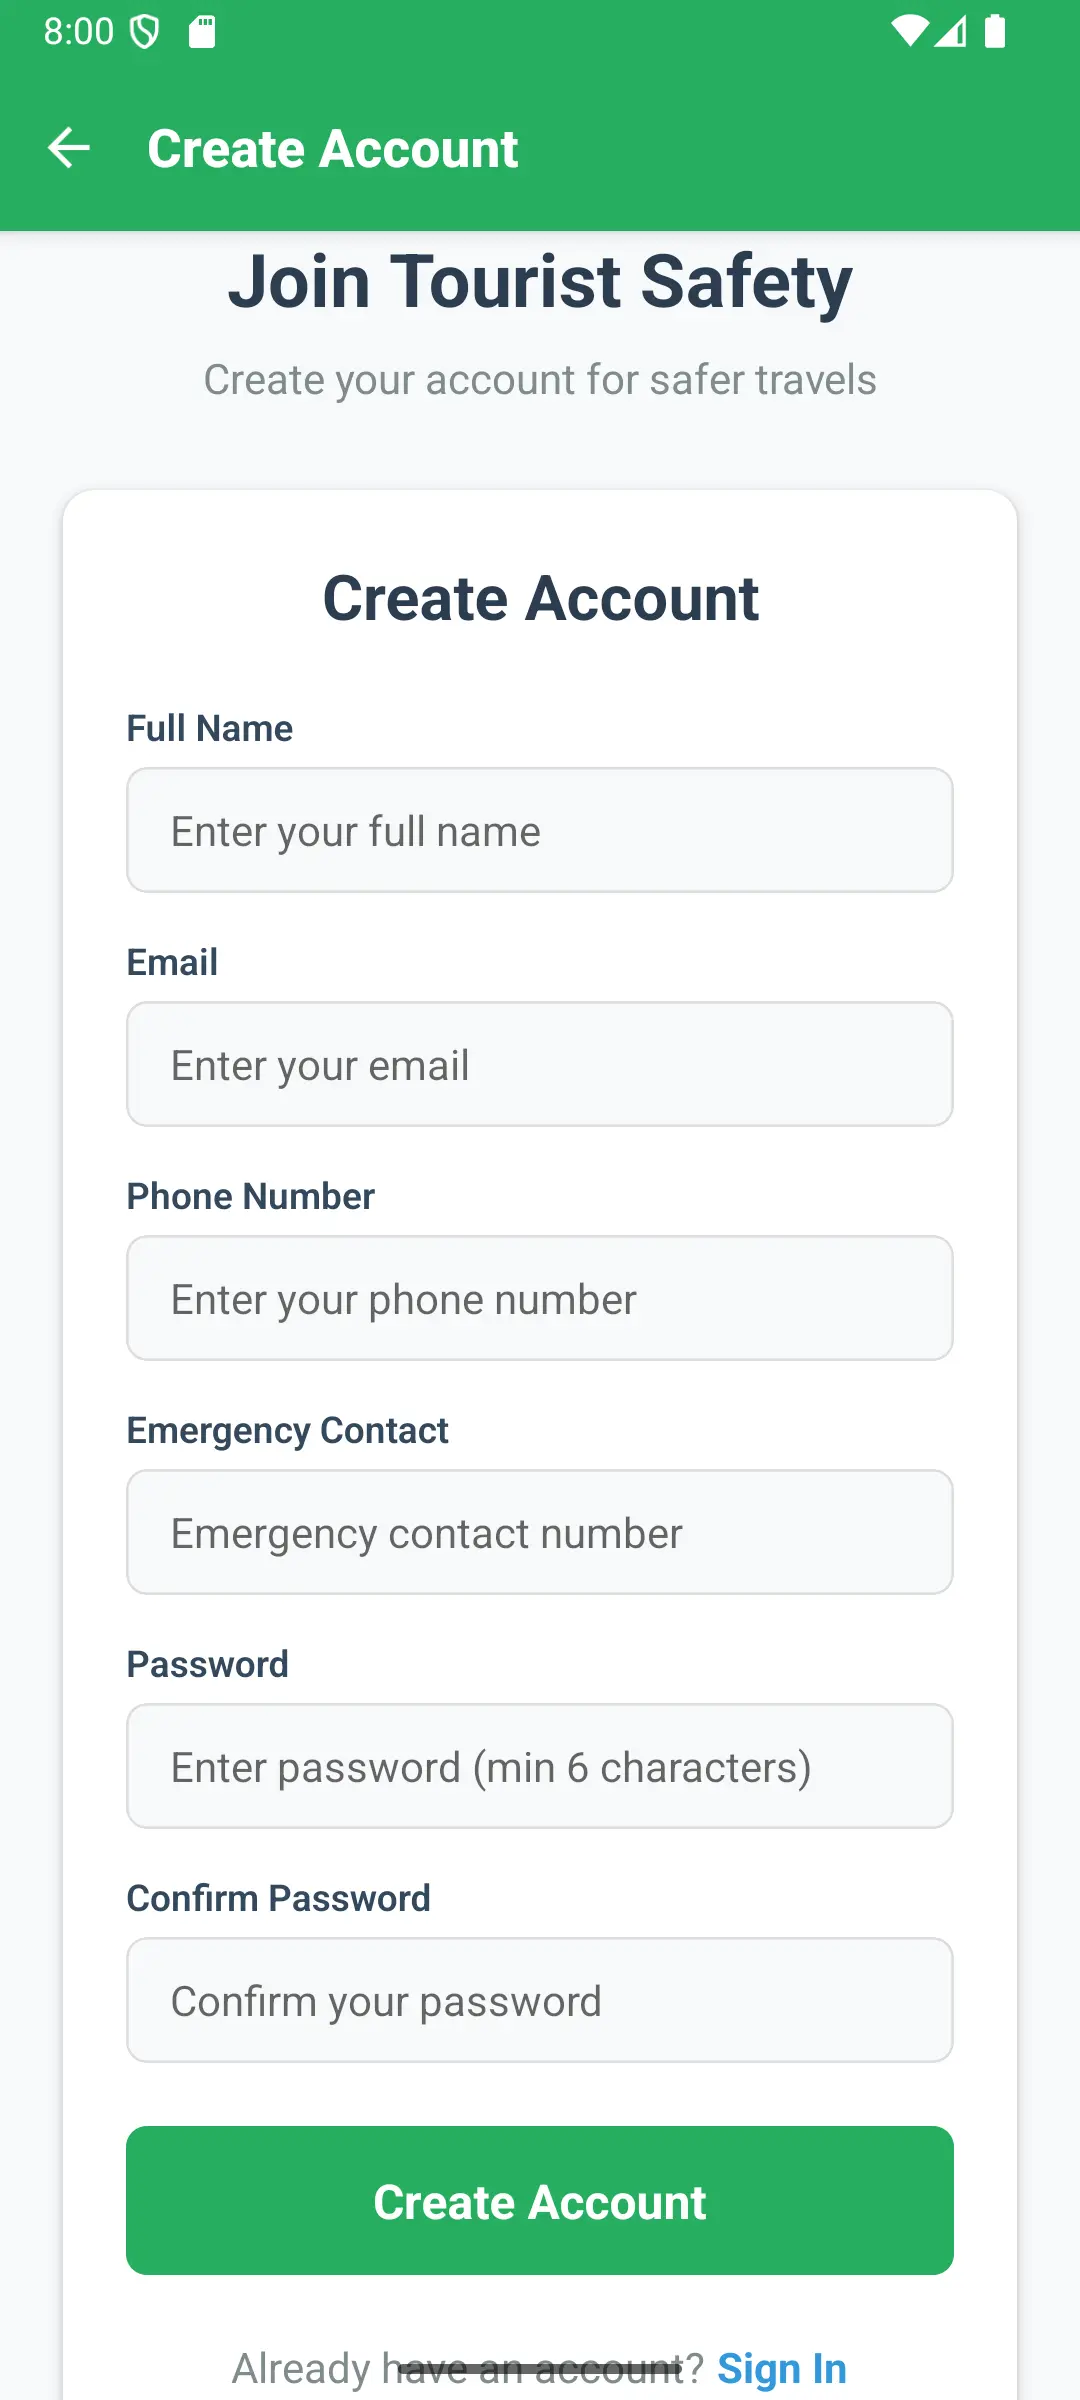 8:00
Create Account
Join Tourist Safety
Create your account for safer travels
Create Account
Full Name
Enter your full name
Email
Enter your email
Phone Number
Enter your phone number
Emergency Contact
Emergency contact number
Password
Enter password (min 6 characters)
Confirm Password
Confirm your password
Create Account
Already have an account? Sign In